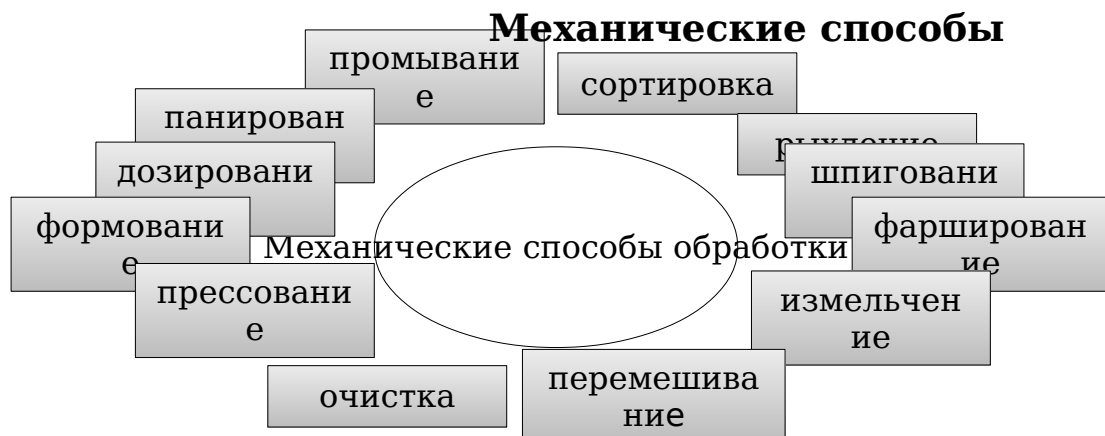 Механические способы
промывани
е
сортировка
панирован
рыхление
дозировани
шпиговани
формовани
е
Механические способы обработки
фарширован
ие
прессовани
е
измельчен
ие
очистка
перемешива
ние